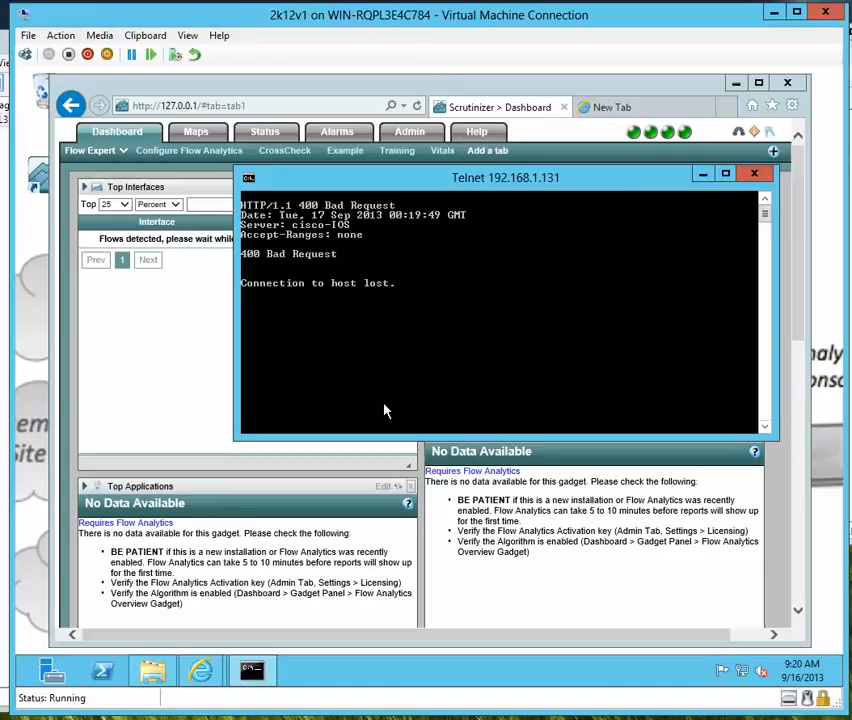 2k12v1 on WIN-RQPL3E4C784 - Virtual Machine Connection
File Action Media Clipboard View Help
http://127.0.0.1/#tab=tab1
Scrutinizer > Dashboard
New Tab
Dashboard Maps Status Alarms Admin Help
Flow Expert Configure Flow Analytics CrossCheck Example Training Vitals Add a tab
Top Interfaces
Top 25 Percent
Interface
Flows detected, please wait while
Prev 1 Next
Telnet 192.168.1.131
HTTP/1.1 400 Bad Request
Date: Tue, 17 Sep 2013 00:19:49 GMT
Server: cisco-IOS
Accept-Ranges: none
400 Bad Request
Connection to host lost.
Top Applications Edit
No Data Available
Requires Flow Analytics
There is no data available for this gadget. Please check the following:
BE PATIENT if this is a new installation or Flow Analytics was recently
enabled. Flow Analytics can take 5 to 10 minutes before reports will show up
for the first time.
Verify the Flow Analytics Activation key (Admin Tab, Settings > Licensing)
Verify the Algorithm is enabled (Dashboard > Gadget Panel > Flow Analytics
Overview Gadget)
No Data Available
Requires Flow Analytics
There is no data available for this gadget. Please check the following:
BE PATIENT if this is a new installation or Flow Analytics was recently
enabled. Flow Analytics can take 5 to 10 minutes before reports will show up
for the first time.
Verify the Flow Analytics Activation key (Admin Tab, Settings > Licensing)
Verify the Algorithm is enabled (Dashboard > Gadget Panel > Flow Analytics
Overview Gadget)
9:20 AM
9/16/2013
Status: Running